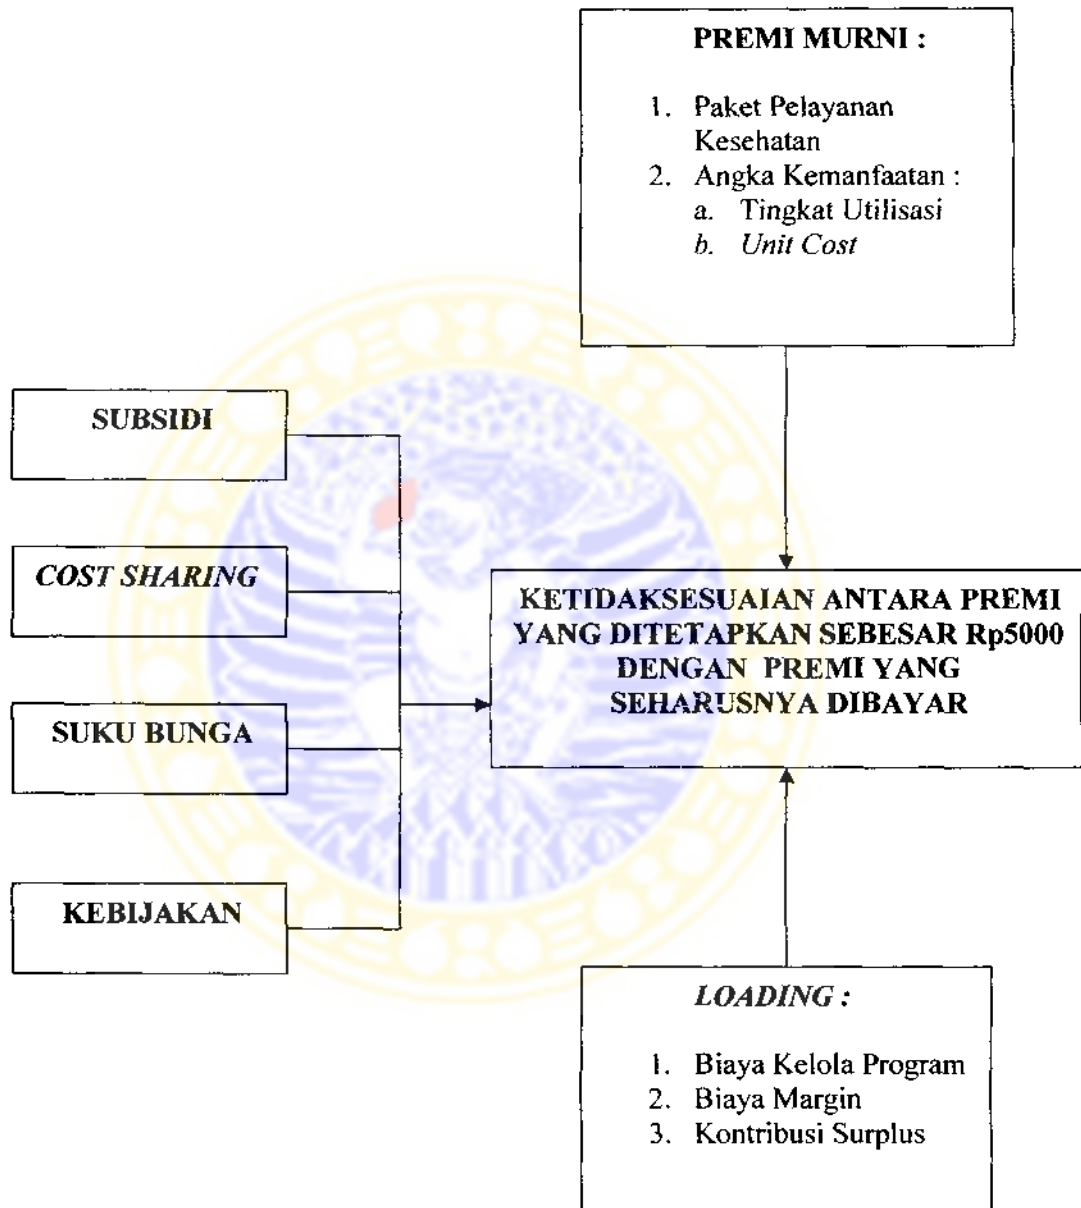 PREMI MURNI :
1. Paket Pelayanan
Kesehatan
2. Angka Kemanfaatan :
a. Tingkat Utilisasi
b. Unit Cost
SUBSIDI
COST SHARING
SUKU BUNGA
KEBIJAKAN
KETIDAKSESUAIAN ANTARA PREMI
YANG DITETAPKAN SEBESAR Rp5000
DENGAN PREMI YANG
SEHARUSNYA DIBAYAR
LOADING :
1. Biaya Kelola Program
2. Biaya Margin
3. Kontribusi Surplus